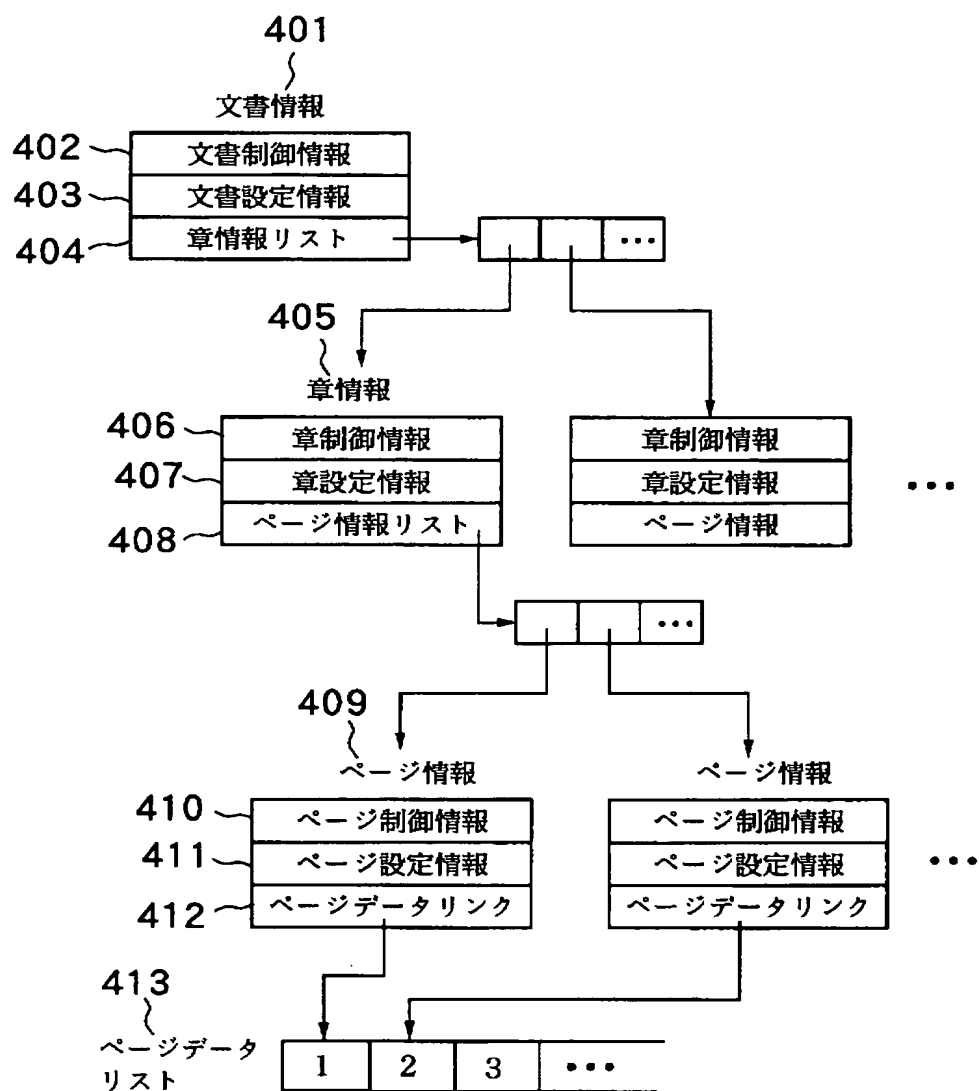 401
文書情報
402 文書制御情報
403 文書設定情報
404 章情報リスト
•••
405
章情報
406 章制御情報 章制御情報
407 章設定情報 章設定情報 •••
408 ページ情報リスト ページ情報
•••
409
ページ情報 ページ情報
410 ページ制御情報 ページ制御情報
411 ページ設定情報 ページ設定情報 •••
412 ページデータリンク ページデータリンク
413
ページデータ
リスト
1 2 3 •••